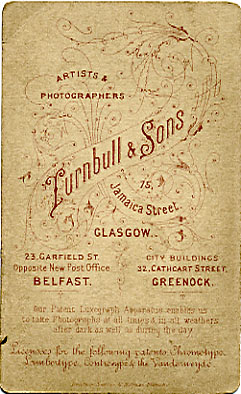 ARTISTS &
PHOTOGRAPHERS
Turnbull & Sons
75,
Jamaica Street
GLASGOW.
23. GARFIELD ST
Opposite New Post Office
BELFAST.
CITY BUILDINGS
32, CATHCART STREET,
GREENOCK.
Our Patent Luxograph Apparatus enables us
to take Photographs at all times, in all weathers
after dark as well as during the day
Licensees for the following patents Chromotype,
Lambertype, Contretype & the Vanderweyde